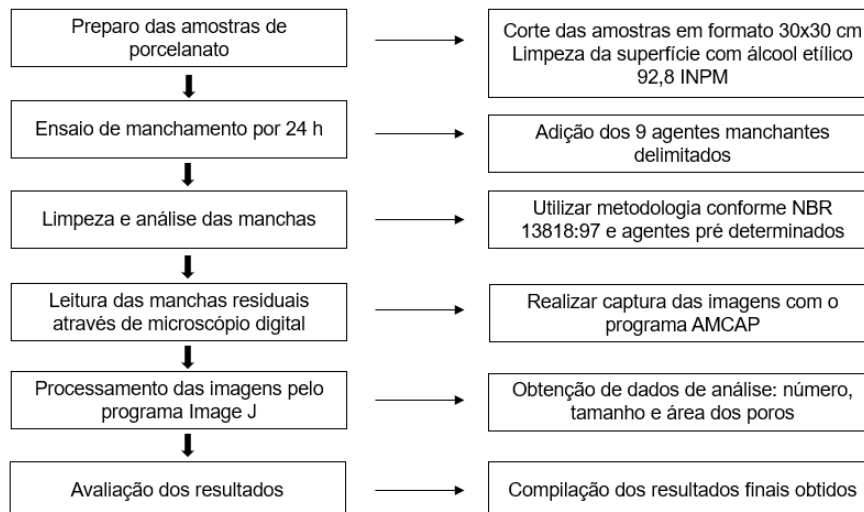 Preparo das amostras de
porcelanato
Corte das amostras em formato 30x30 cm
Limpeza da superfície com álcool etílico
92,8 INPM
Ensaio de manchamento por 24 h
Adição dos 9 agentes manchantes
delimitados
Limpeza e análise das manchas
Utilizar metodologia conforme NBR
13818:97 e agentes pré determinados
Leitura das manchas residuais
através de microscópio digital
Realizar captura das imagens com o
programa AMCAP
Processamento das imagens pelo
programa Image J
Obtenção de dados de análise: número,
tamanho e área dos poros
Avaliação dos resultados
Compilação dos resultados finais obtidos